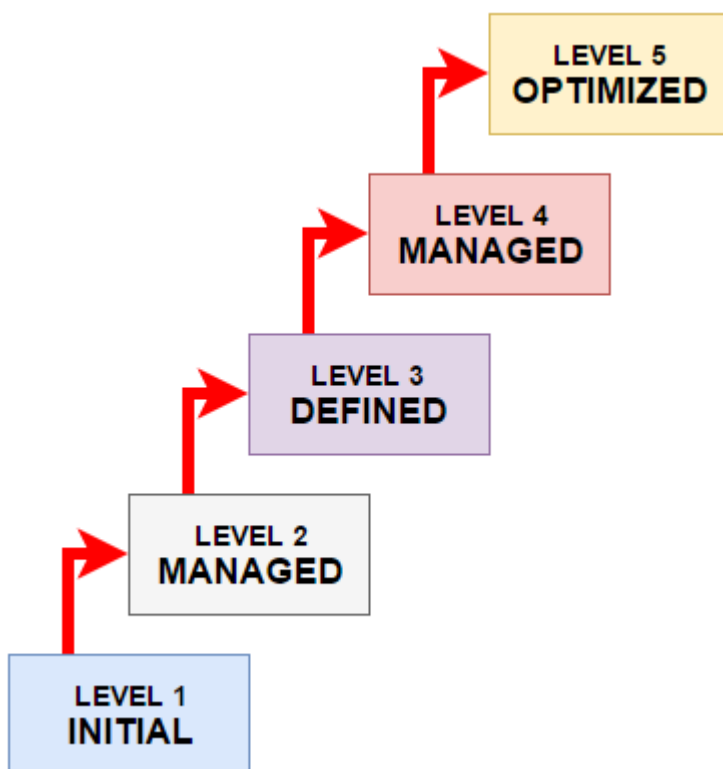 LEVEL 5
OPTIMIZED
LEVEL 4
MANAGED
LEVEL 3
DEFINED
LEVEL 2
MANAGED
LEVEL 1
INITIAL